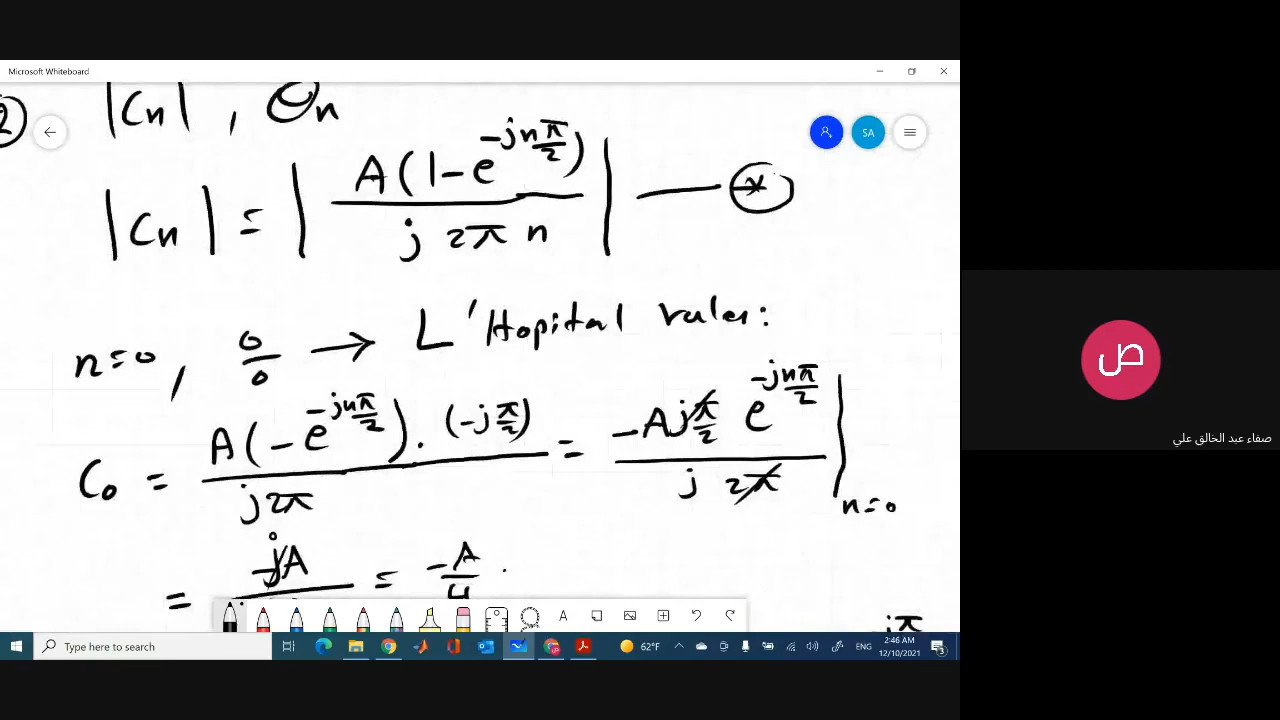 Microsoft Whiteboard
2 |Cn| , Θn
SA
|Cn| = | A(1-e^{-jnπ/2}) / j2πn | —— *
n=0, 0/0 → L'Hopital rules:
C₀ = A(-e^{-jnπ/2}).(-jπ/2) / j2π = -Ajπ/2 e^{-jnπ/2} / j2π |n=0
= -jA = -A/4
jπ
ص
صفاء عبد الخالق علي
A
Type here to search
62°F
ENG
2:46 AM
12/10/2021
3